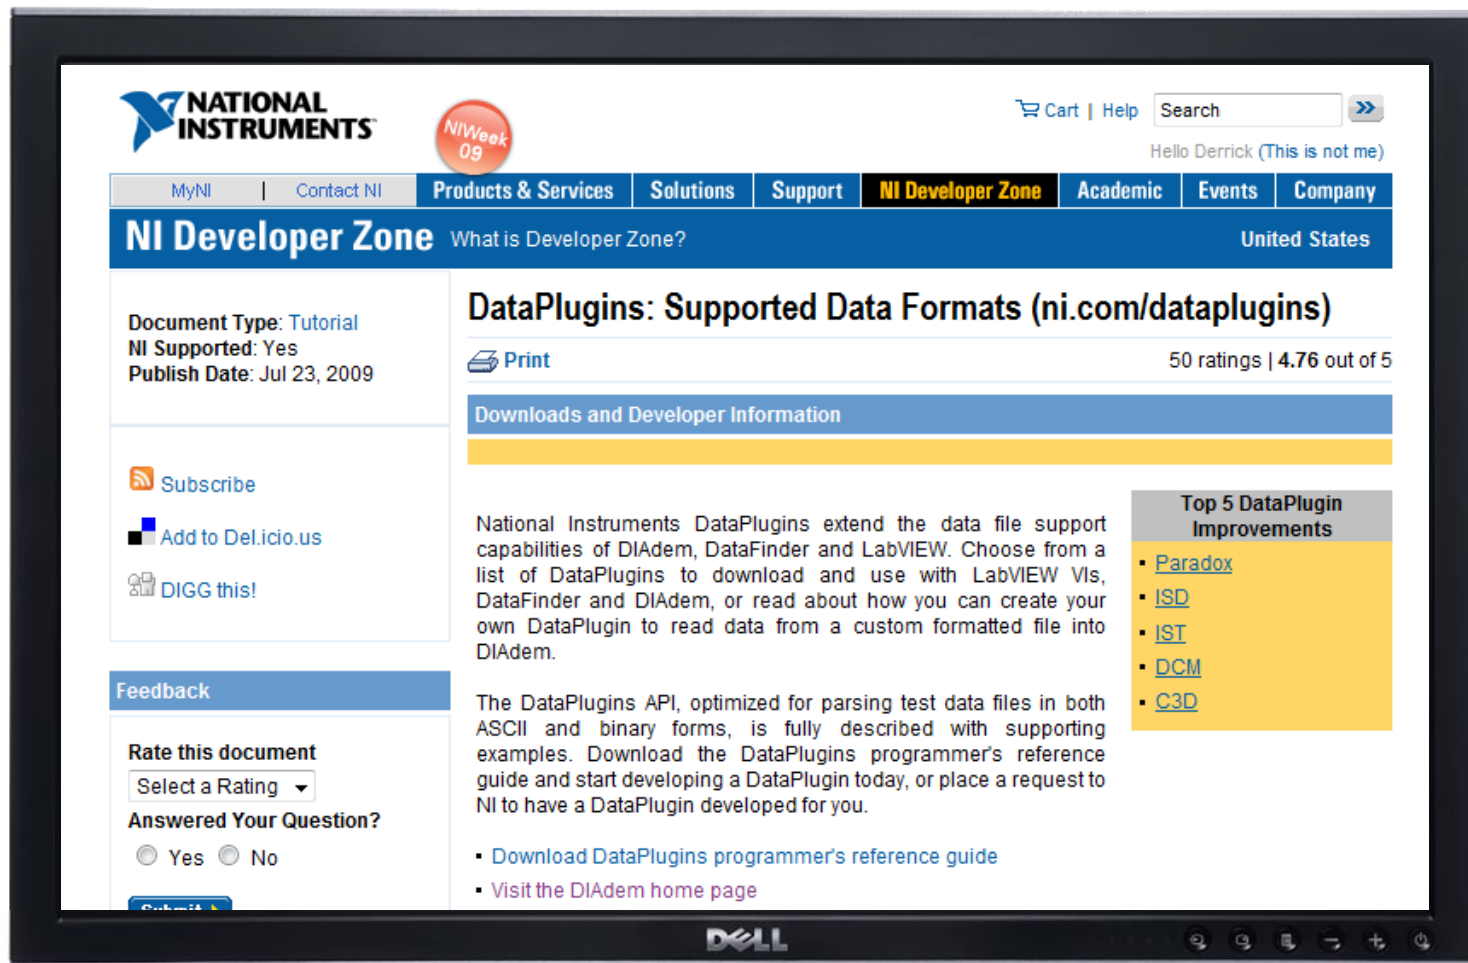 NATIONAL
INSTRUMENTS
NIWeek
09
Cart | Help Search
Hello Derrick (This is not me)
MyNI | Contact NI Products & Services Solutions Support NI Developer Zone Academic Events Company
NI Developer Zone What is Developer Zone? United States
Document Type: Tutorial
NI Supported: Yes
Publish Date: Jul 23, 2009
Subscribe
Add to Del.icio.us
DIGG this!
Feedback
Rate this document
Select a Rating
Answered Your Question?
Yes No
Submit
DataPlugins: Supported Data Formats (ni.com/dataplugins)
Print 50 ratings | 4.76 out of 5
Downloads and Developer Information
National Instruments DataPlugins extend the data file support
capabilities of DIAdem, DataFinder and LabVIEW. Choose from a
list of DataPlugins to download and use with LabVIEW VIs,
DataFinder and DIAdem, or read about how you can create your
own DataPlugin to read data from a custom formatted file into
DIAdem.
The DataPlugins API, optimized for parsing test data files in both
ASCII and binary forms, is fully described with supporting
examples. Download the DataPlugins programmer's reference
guide and start developing a DataPlugin today, or place a request to
NI to have a DataPlugin developed for you.
▪ Download DataPlugins programmer's reference guide
▪ Visit the DIAdem home page
Top 5 DataPlugin
Improvements
▪ Paradox
▪ ISD
▪ IST
▪ DCM
▪ C3D
DELL